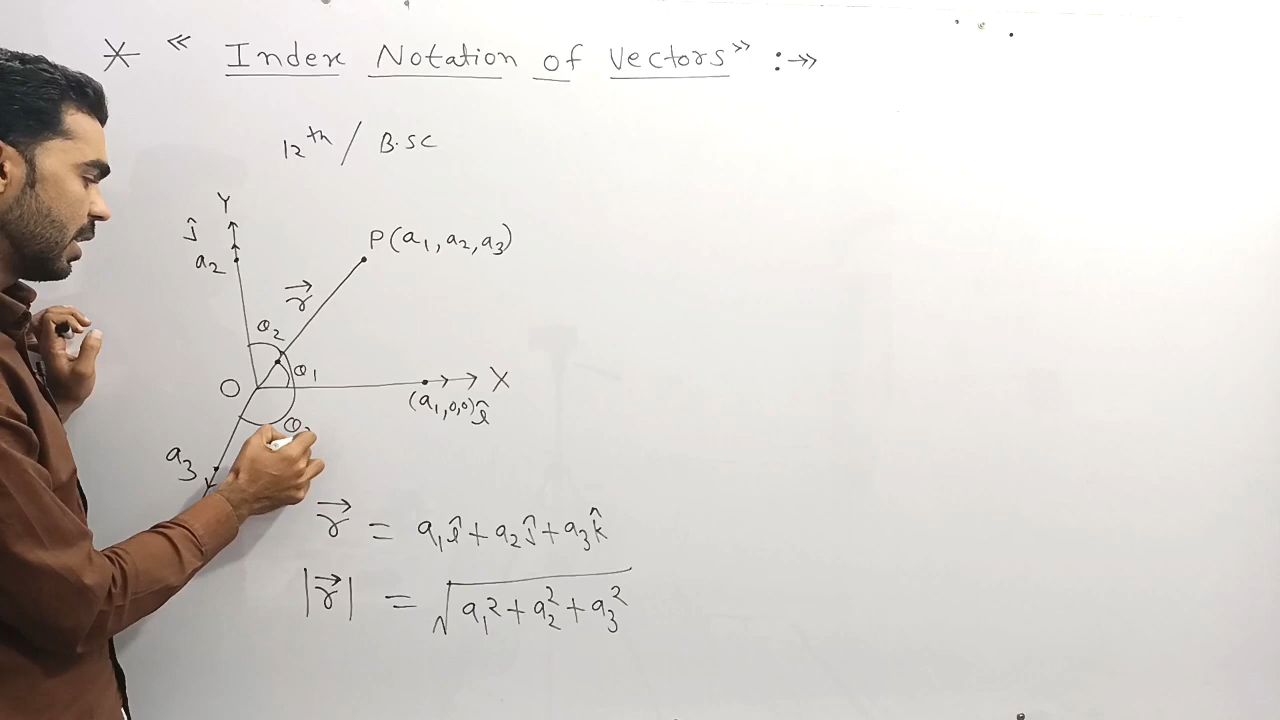 * « Index Notation of Vectors » : →»
12th / B.SC
Y
ĵ
a₂
P(a₁, a₂, a₃)
r⃗
θ₂
θ₁
O
X
(a₁,0,0) î
θ
a₃
r⃗ = a₁î + a₂ĵ + a₃k̂
|r⃗| = √a₁² + a₂² + a₃²